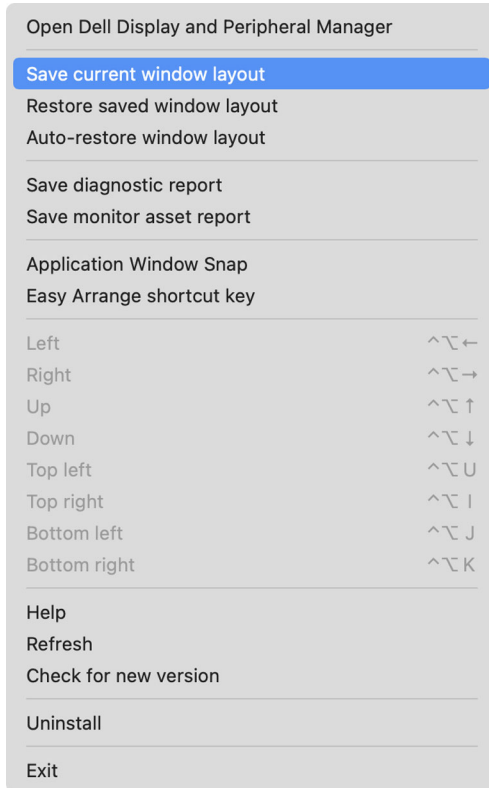 Open Dell Display and Peripheral Manager
Save current window layout
Restore saved window layout
Auto-restore window layout
Save diagnostic report
Save monitor asset report
Application Window Snap
Easy Arrange shortcut key
Left ^⌥←
Right ^⌥→
Up ^⌥↑
Down ^⌥↓
Top left ^⌥U
Top right ^⌥I
Bottom left ^⌥J
Bottom right ^⌥K
Help
Refresh
Check for new version
Uninstall
Exit